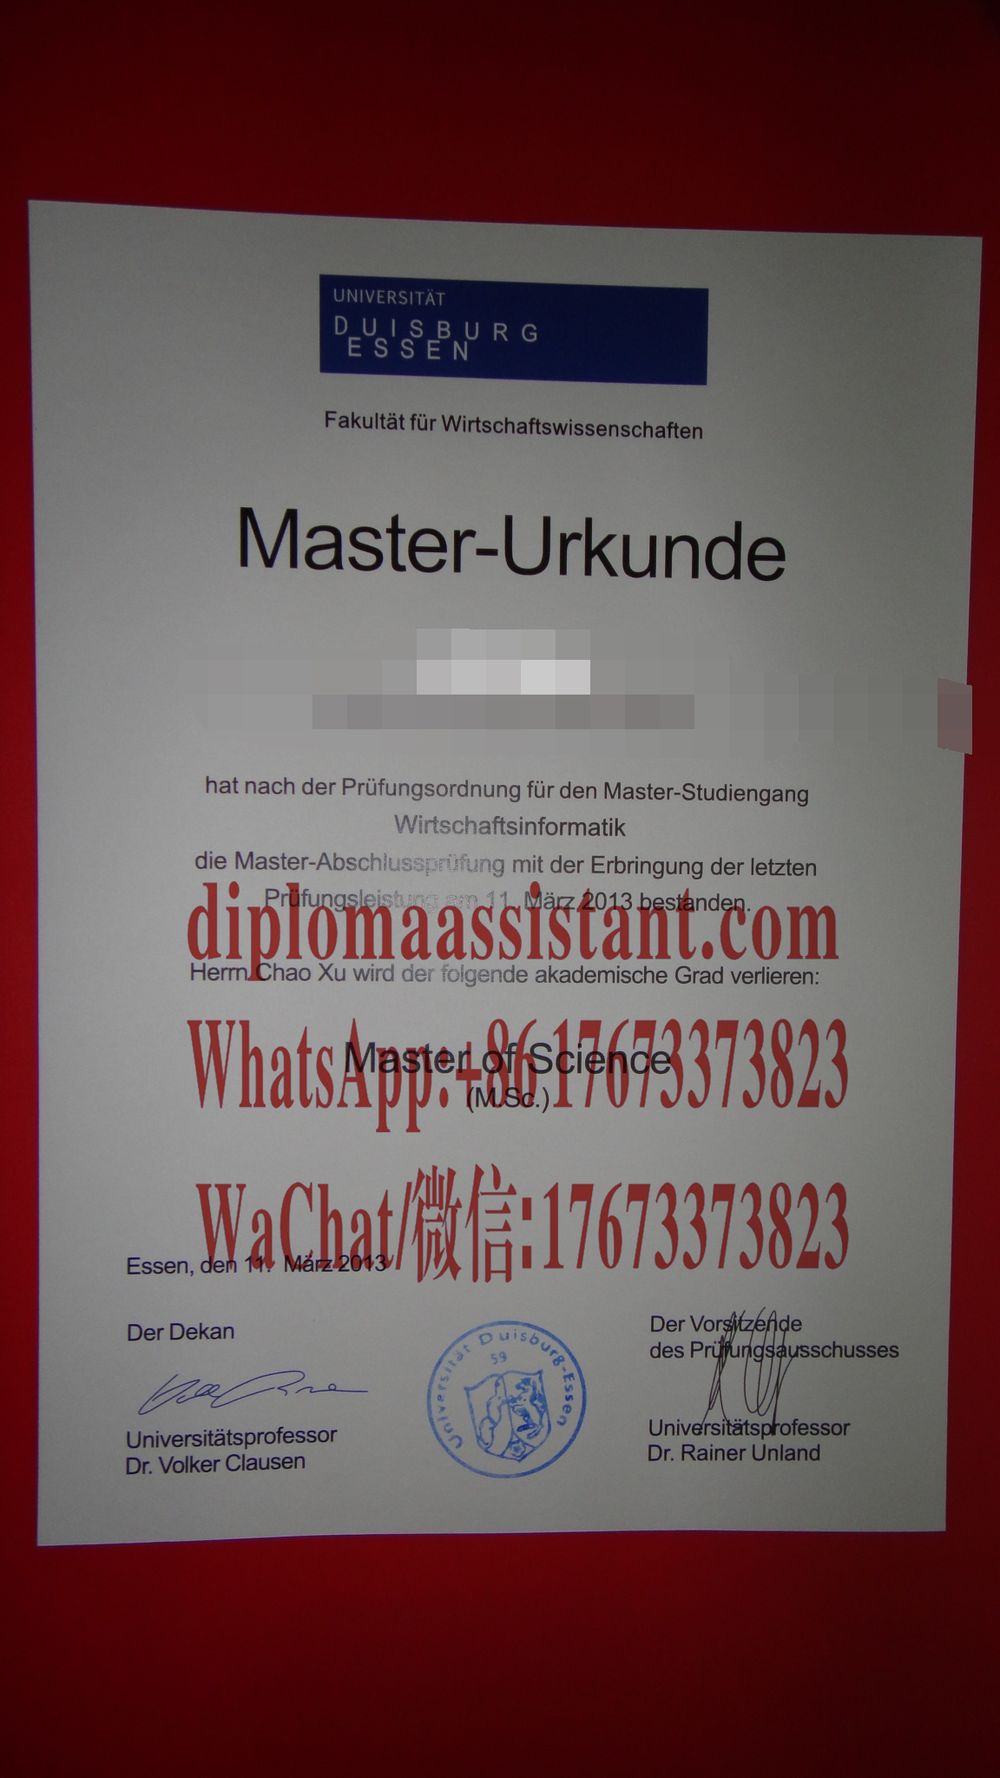 UNIVERSITÄT
DUISBURG
ESSEN
Fakultät für Wirtschaftswissenschaften
Master-Urkunde
hat nach der Prüfungsordnung für den Master-Studiengang
Wirtschaftsinformatik
die Master-Abschlussprüfung mit der Erbringung der letzten
Prüfungsleistung am 11. März 2013 bestanden.
diplomaassistant.com
Herrn Chao Xu wird der folgende akademische Grad verlieren:
WhatsApp:+8617673373823
Master of Science
(M.Sc.)
WaChat/微信:17673373823
Essen, den 11. März 2013
Der Dekan
Der Vorsitzende
des Prüfungsausschusses
Universität Duisburg-Essen
59
Universitätsprofessor
Dr. Volker Clausen
Universitätsprofessor
Dr. Rainer Unland